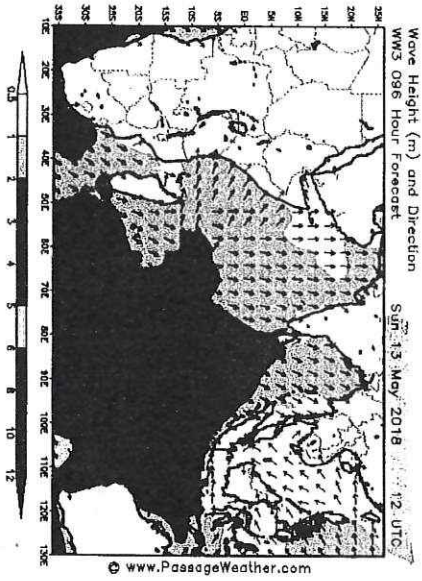 Wave Height (m) and Direction
WW3 096 Hour Forecast Sun 13 May 2018 12 UTC
25N
20N
15N
10N
5N
EQ
5S
10S
15S
20S
25S
30S
35S
10E 20E 30E 40E 50E 60E 70E 80E 90E 100E 110E 120E 130E
0.5 1 2 3 4 5 6 8 10 12
© www.PassageWeather.com